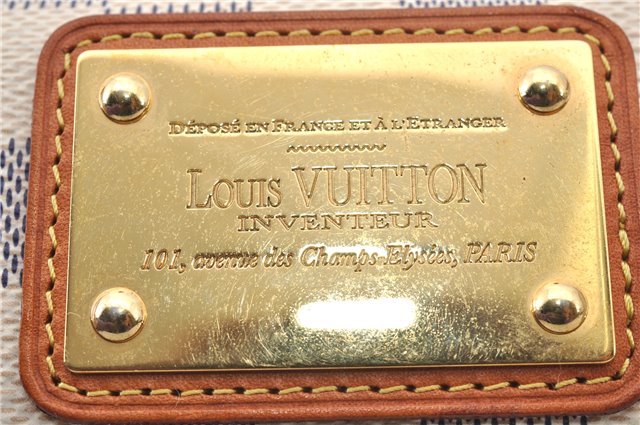 DÉPOSÉ EN FRANCE ET À L'ETRANGER
LOUIS VUITTON
INVENTEUR
101, avenue des Champs-Elysées, PARIS